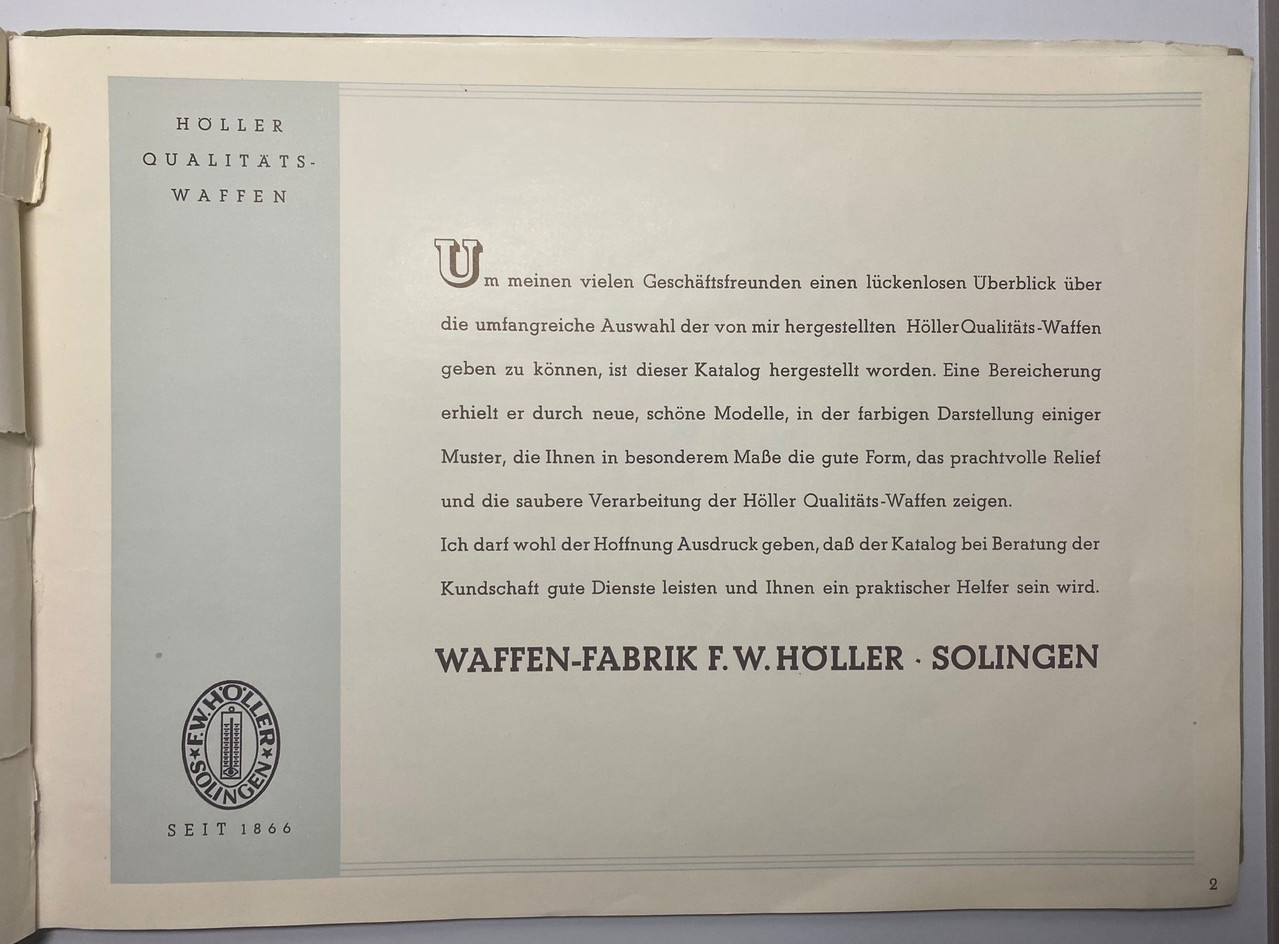 HÖLLER
QUALITÄTS-
WAFFEN
Um meinen vielen Geschäftsfreunden einen lückenlosen Überblick über
die umfangreiche Auswahl der von mir hergestellten Höller Qualitäts-Waffen
geben zu können, ist dieser Katalog hergestellt worden. Eine Bereicherung
erhielt er durch neue, schöne Modelle, in der farbigen Darstellung einiger
Muster, die Ihnen in besonderem Maße die gute Form, das prachtvolle Relief
und die saubere Verarbeitung der Höller Qualitäts-Waffen zeigen.
Ich darf wohl der Hoffnung Ausdruck geben, daß der Katalog bei Beratung der
Kundschaft gute Dienste leisten und Ihnen ein praktischer Helfer sein wird.
WAFFEN-FABRIK F. W. HÖLLER · SOLINGEN
F.W. HÖLLER
SOLINGEN
SEIT 1866
2